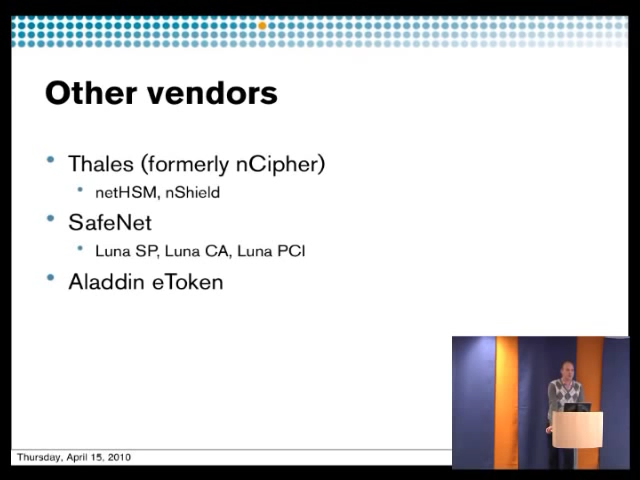 Other vendors
• Thales (formerly nCipher)
• netHSM, nShield
• SafeNet
• Luna SP, Luna CA, Luna PCI
• Aladdin eToken
Thursday, April 15, 2010